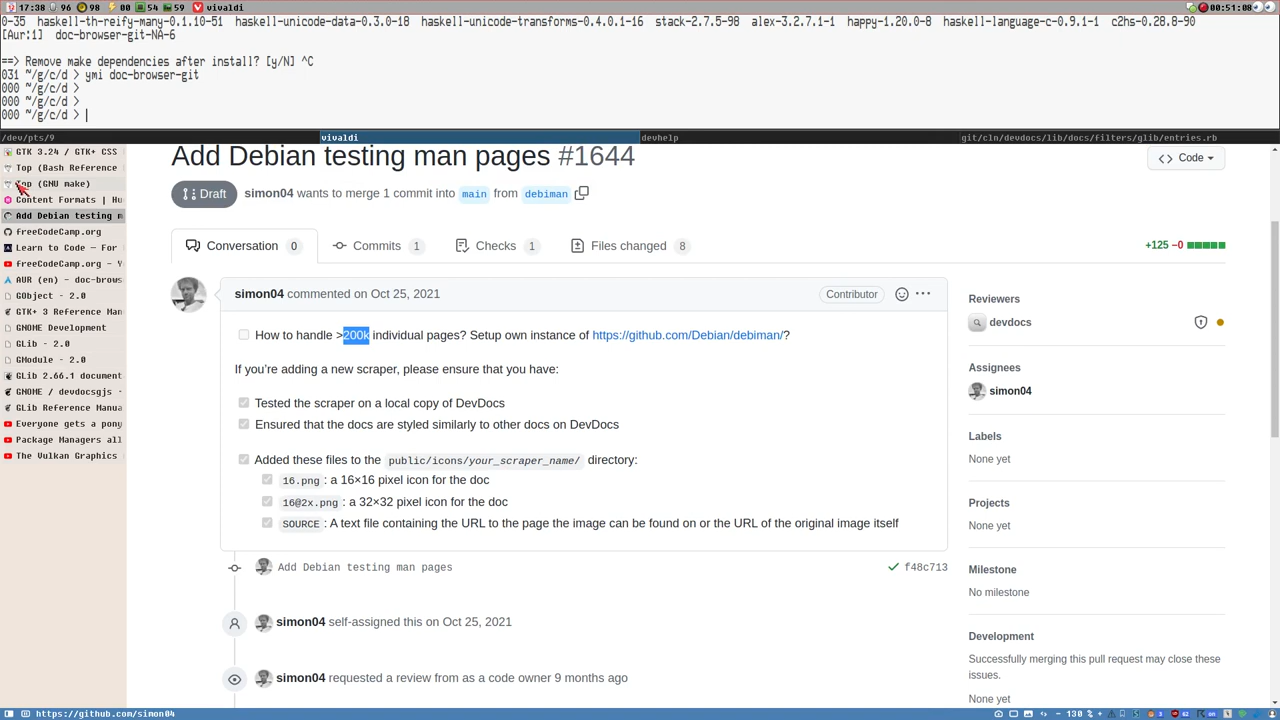 17:38 96 98 00 54 59 vivaldi 00:51:08
0-35 haskell-th-reify-many-0.1.10-51 haskell-unicode-data-0.3.0-18 haskell-unicode-transforms-0.4.0.1-16 stack-2.7.5-98 alex-3.2.7.1-1 happy-1.20.0-8 haskell-language-c-0.9.1-1 c2hs-0.28.8-90
[Aur:1] doc-browser-git-NA-6
==> Remove make dependencies after install? [y/N] ^C
031 ~/g/c/d > ymi doc-browser-git
000 ~/g/c/d >
000 ~/g/c/d >
000 ~/g/c/d >
/dev/pts/9 vivaldi devhelp git/cln/devdocs/lib/docs/filters/glib/entries.rb
GTK 3.24 / GTK+ CSS
Top (Bash Reference
Top (GNU make)
Content Formats | Hu
Add Debian testing m
freeCodeCamp.org
Learn to Code — For
freeCodeCamp.org - Y
AUR (en) - doc-brows
GObject - 2.0
GTK+ 3 Reference Man
GNOME Development
GLib - 2.0
GModule - 2.0
GLib 2.66.1 document
GNOME / devdocsgjs ·
GLib Reference Manua
Everyone gets a pony
Package Managers all
The Vulkan Graphics
Add Debian testing man pages #1644
Code
Draft simon04 wants to merge 1 commit into main from debiman
Conversation 0 Commits 1 Checks 1 Files changed 8
+125 −0
simon04 commented on Oct 25, 2021
Contributor
How to handle >200k individual pages? Setup own instance of https://github.com/Debian/debiman/?
If you're adding a new scraper, please ensure that you have:
Tested the scraper on a local copy of DevDocs
Ensured that the docs are styled similarly to other docs on DevDocs
Added these files to the public/icons/your_scraper_name/ directory:
16.png: a 16×16 pixel icon for the doc
16@2x.png: a 32×32 pixel icon for the doc
SOURCE: A text file containing the URL to the page the image can be found on or the URL of the original image itself
Add Debian testing man pages f48c713
simon04 self-assigned this on Oct 25, 2021
simon04 requested a review from as a code owner 9 months ago
Reviewers
devdocs
Assignees
simon04
Labels
None yet
Projects
None yet
Milestone
No milestone
Development
Successfully merging this pull request may close these
issues.
None yet
https://github.com/simon04
130 %